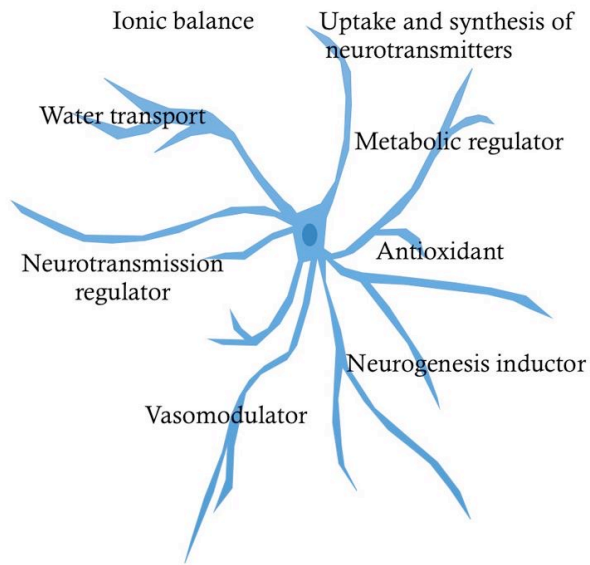 Ionic balance
Uptake and synthesis of
neurotransmitters
Water transport
Metabolic regulator
Neurotransmission
regulator
Antioxidant
Neurogenesis inductor
Vasomodulator